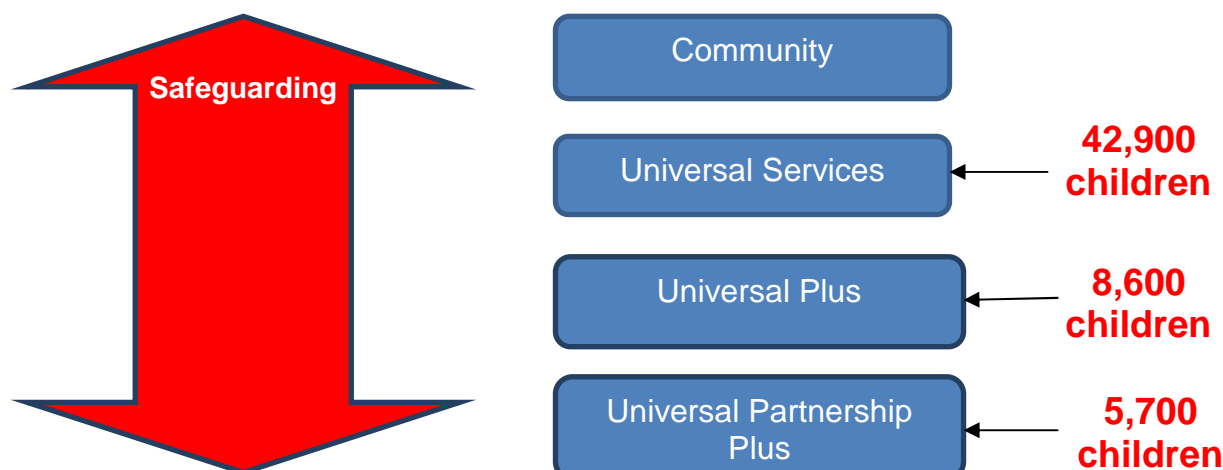 Safeguarding
Community
Universal Services
42,900
children
Universal Plus
8,600
children
Universal Partnership
Plus
5,700
children